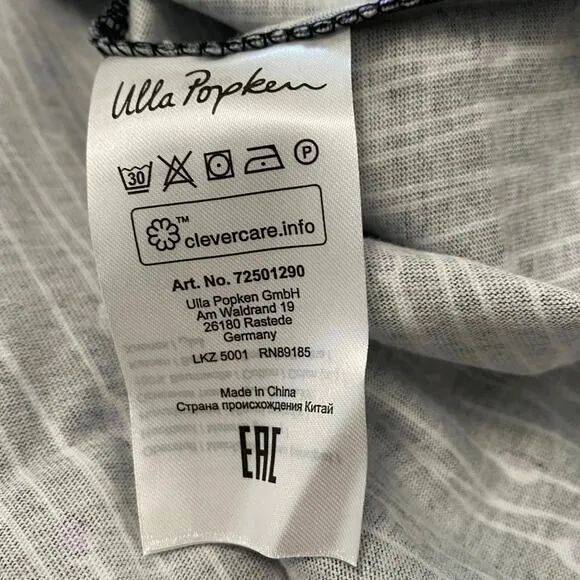 Ulla Popken
30 P
™
clevercare.info
Art. No. 72501290
Ulla Popken GmbH
Am Waldrand 19
26180 Rastede
Germany
LKZ 5001 RN89185
Made in China
Страна происхождения Китай
EAC